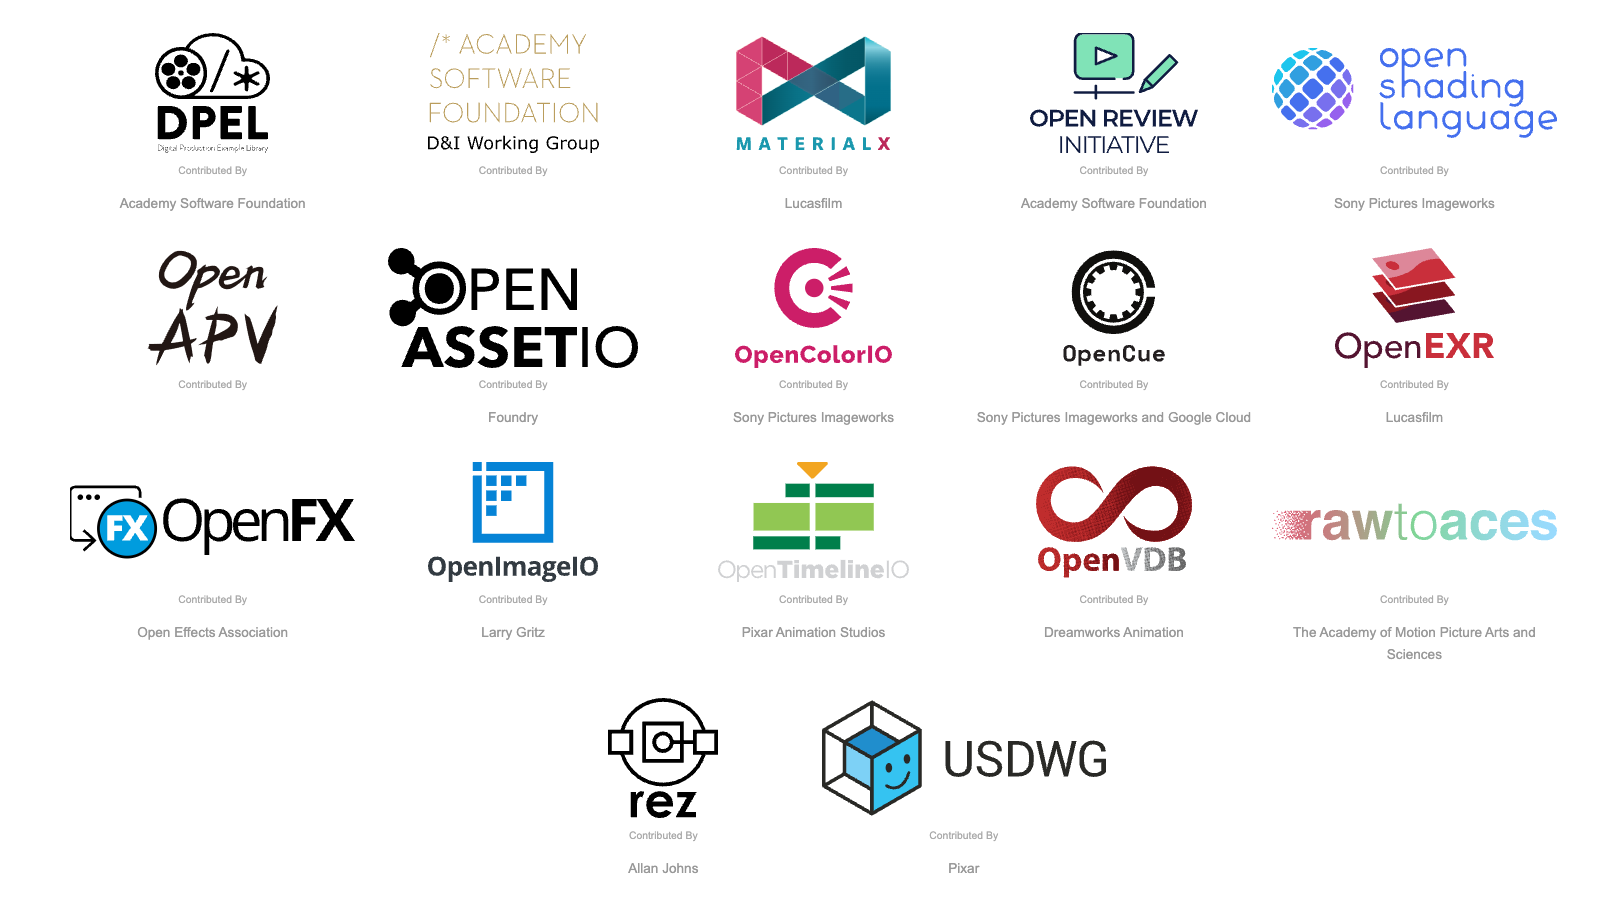 DPEL
Digital Production Example Library
Contributed By
Academy Software Foundation
/* ACADEMY
SOFTWARE
FOUNDATION
D&I Working Group
Contributed By
MATERIALX
Contributed By
Lucasfilm
OPEN REVIEW
INITIATIVE
Contributed By
Academy Software Foundation
open
shading
language
Contributed By
Sony Pictures Imageworks
Open
APV
Contributed By
OPEN
ASSETIO
Contributed By
Foundry
OpenColorIO
Contributed By
Sony Pictures Imageworks
OpenCue
Contributed By
Sony Pictures Imageworks and Google Cloud
OpenEXR
Contributed By
Lucasfilm
FX OpenFX
Contributed By
Open Effects Association
OpenImageIO
Contributed By
Larry Gritz
OpenTimelineIO
Contributed By
Pixar Animation Studios
OpenVDB
Contributed By
Dreamworks Animation
rawtoaces
Contributed By
The Academy of Motion Picture Arts and
Sciences
rez
Contributed By
Allan Johns
USDWG
Contributed By
Pixar